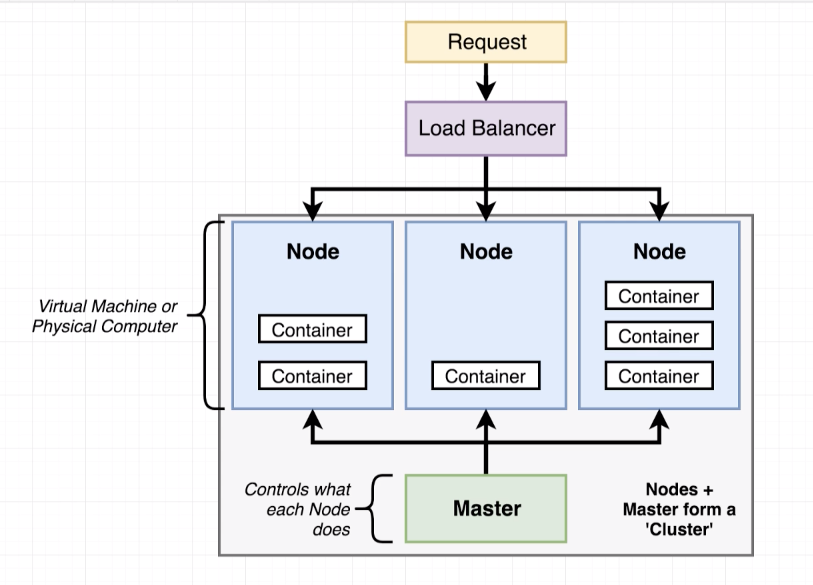 Request
Load Balancer
Node
Node
Node
Virtual Machine or
Physical Computer
Container
Container
Container
Container
Container
Container
Controls what
each Node
does
Master
Nodes +
Master form a
'Cluster'